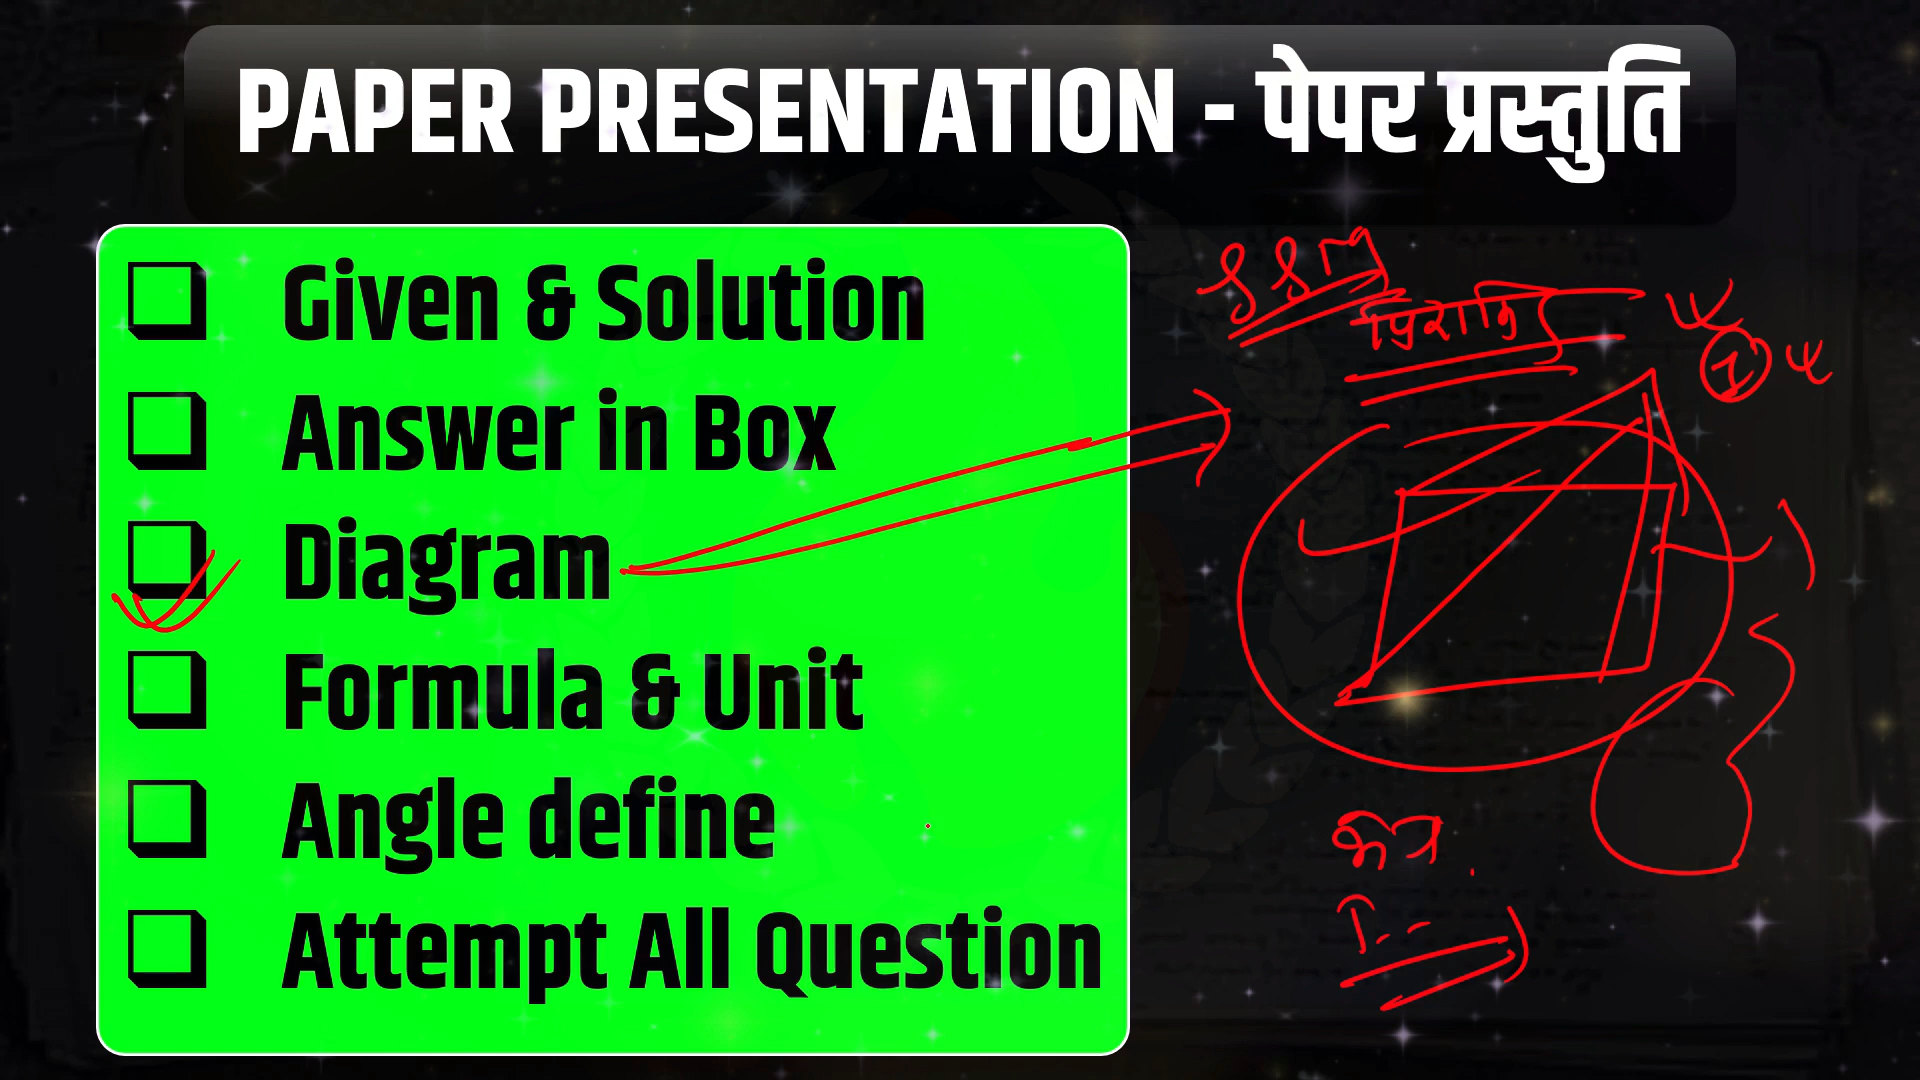 PAPER PRESENTATION - पेपर प्रस्तुति
Given & Solution
Answer in Box
Diagram
Formula & Unit
Angle define
Attempt All Question